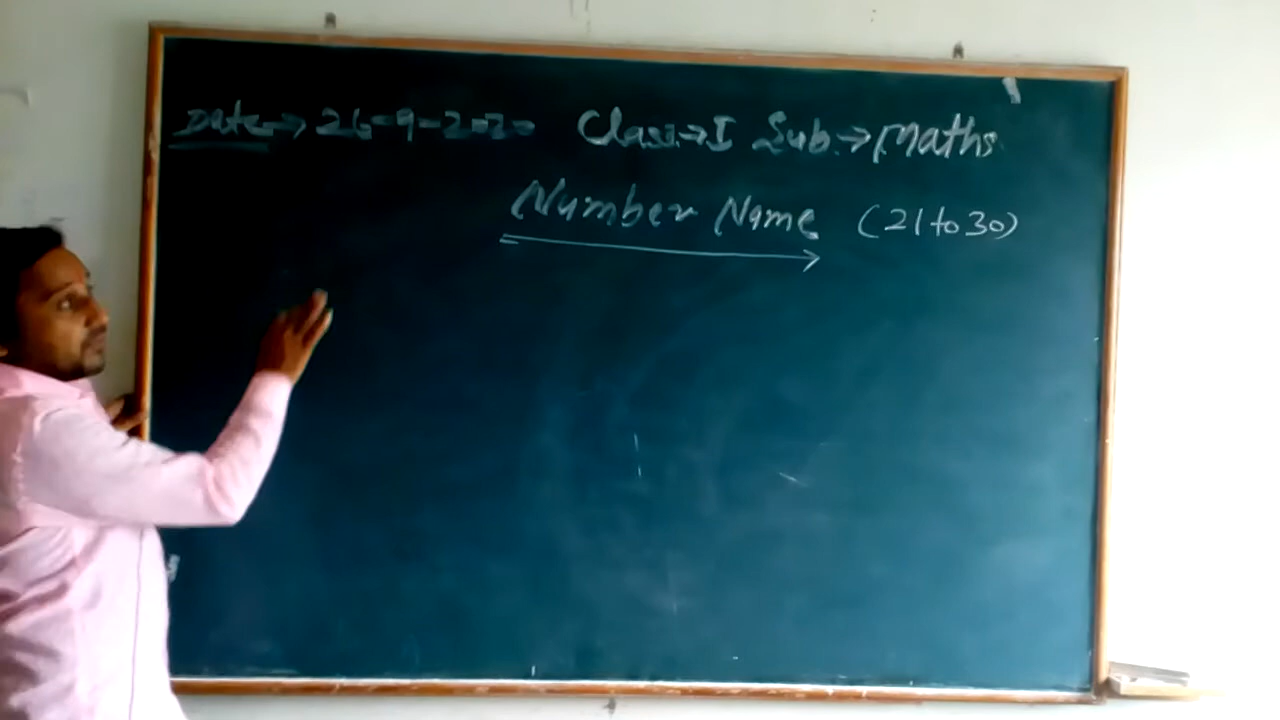 Date→ 26-9-2020 Class→I Sub.→Maths
Number Name (21 to 30)